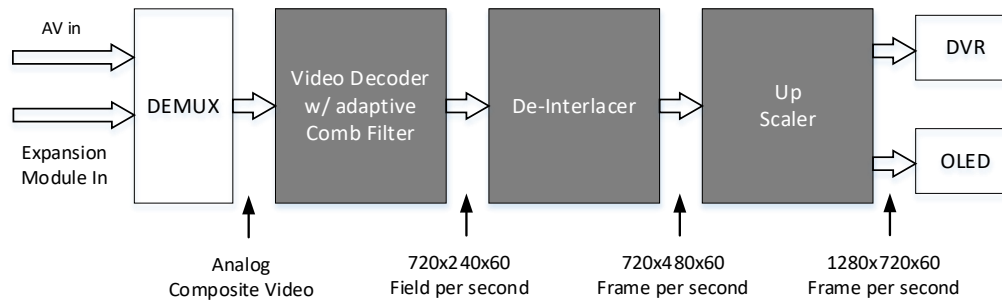 AV in
Expansion
Module In
DEMUX
Video Decoder
w/ adaptive
Comb Filter
De-Interlacer
Up
Scaler
DVR
OLED
Analog
Composite Video
720x240x60
Field per second
720x480x60
Frame per second
1280x720x60
Frame per second